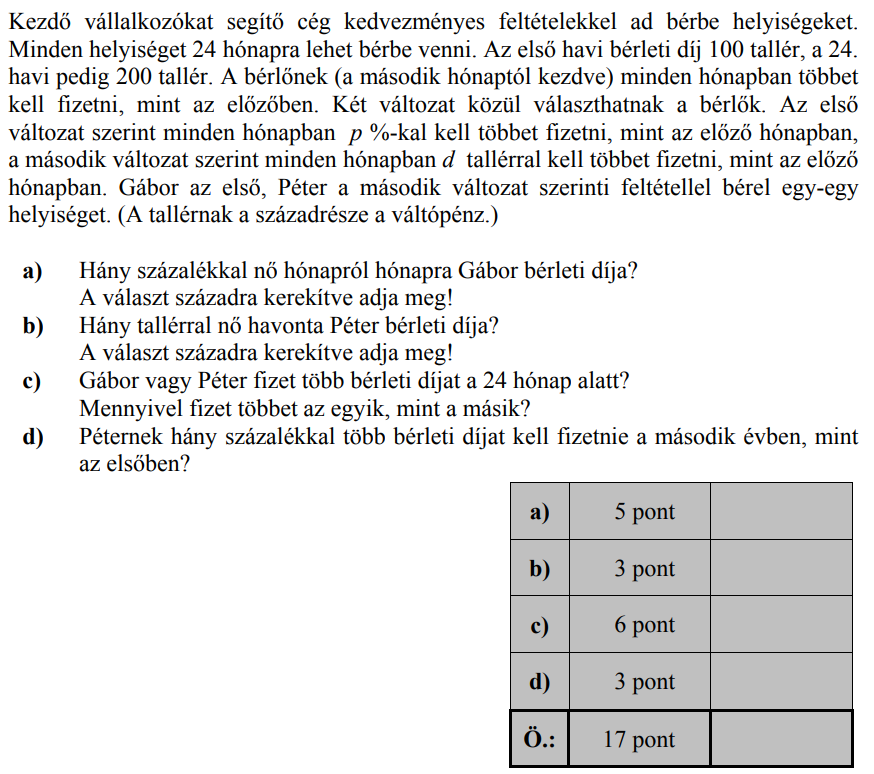 Kezdő vállalkozókat segítő cég kedvezményes feltételekkel ad bérbe helyiségeket.
Minden helyiséget 24 hónapra lehet bérbe venni. Az első havi bérleti díj 100 tallér, a 24.
havi pedig 200 tallér. A bérlőnek (a második hónaptól kezdve) minden hónapban többet
kell fizetni, mint az előzőben. Két változat közül választhatnak a bérlők. Az első
változat szerint minden hónapban p %-kal kell többet fizetni, mint az előző hónapban,
a második változat szerint minden hónapban d tallérral kell többet fizetni, mint az előző
hónapban. Gábor az első, Péter a második változat szerinti feltétellel bérel egy-egy
helyiséget. (A tallérnak a századrésze a váltópénz.)
a) Hány százalékkal nő hónapról hónapra Gábor bérleti díja?
A választ századra kerekítve adja meg!
b) Hány tallérral nő havonta Péter bérleti díja?
A választ századra kerekítve adja meg!
c) Gábor vagy Péter fizet több bérleti díjat a 24 hónap alatt?
Mennyivel fizet többet az egyik, mint a másik?
d) Péternek hány százalékkal több bérleti díjat kell fizetnie a második évben, mint
az elsőben?
a) 5 pont
b) 3 pont
c) 6 pont
d) 3 pont
Ö.: 17 pont